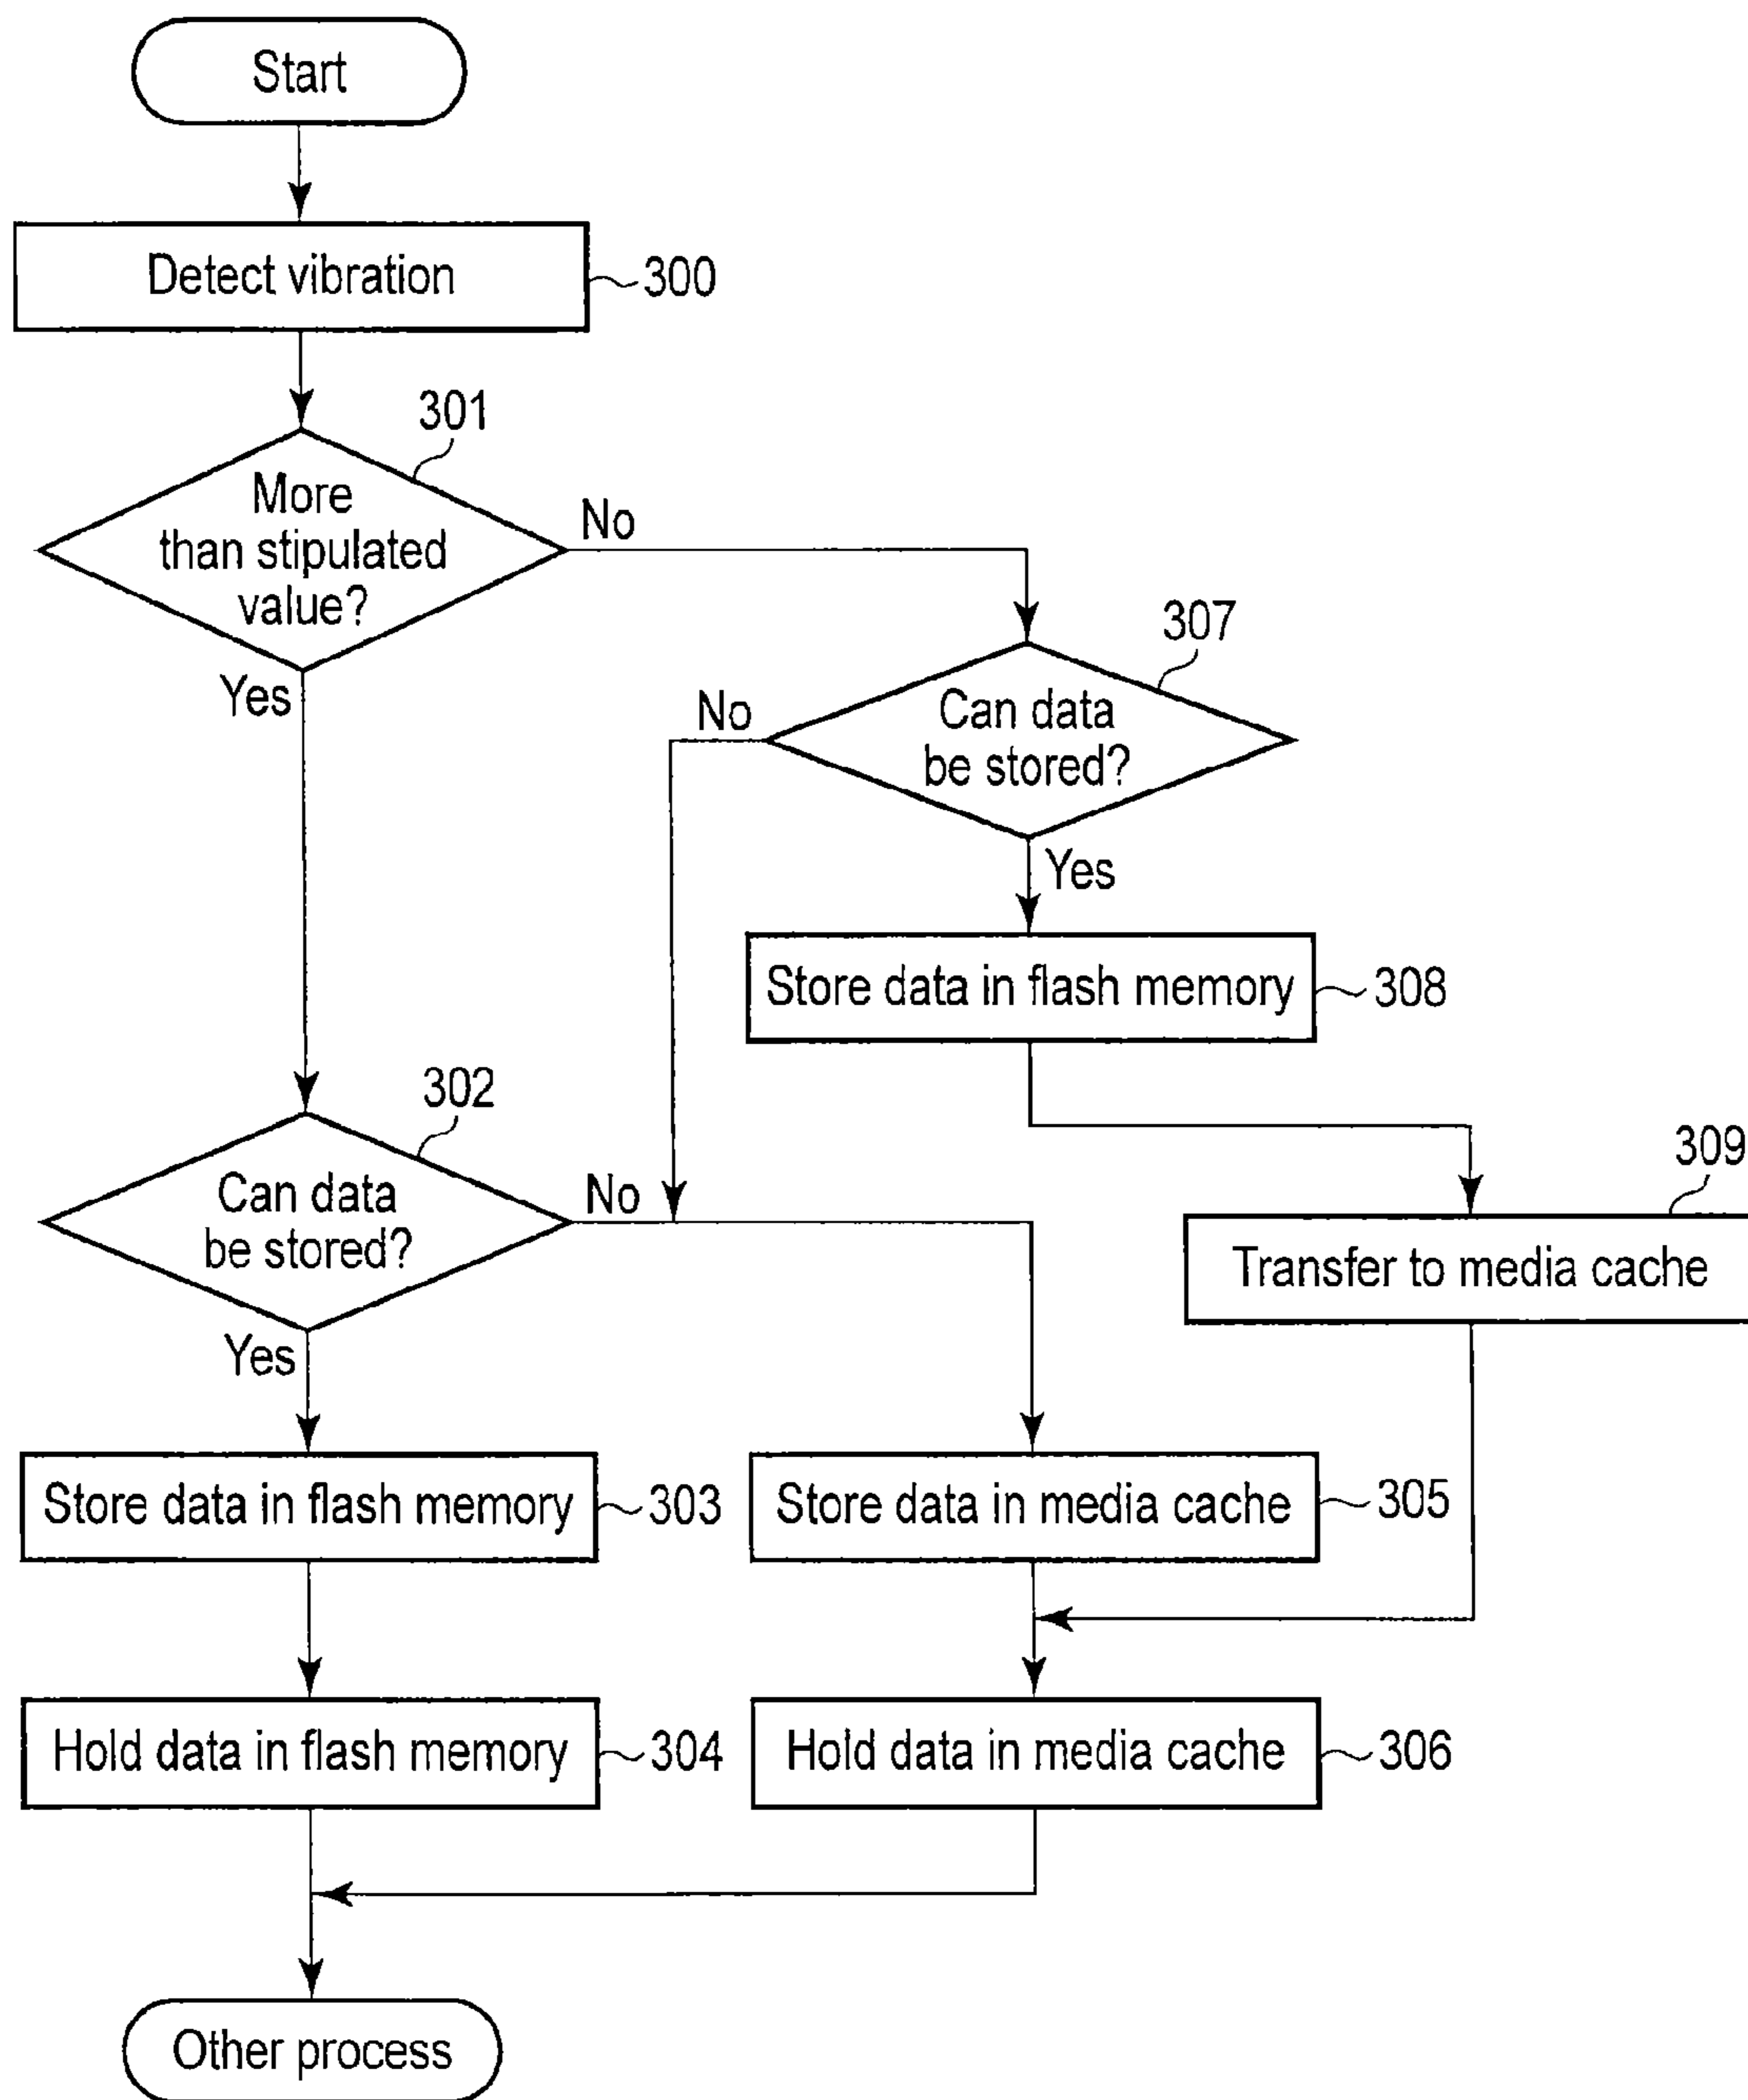 Start
Detect vibration
300
301
More
than stipulated
value?
No
Yes
307
Can data
be stored?
No
Yes
Store data in flash memory
308
302
Can data
be stored?
No
Yes
309
Transfer to media cache
Store data in flash memory
303
Store data in media cache
305
Hold data in flash memory
304
Hold data in media cache
306
Other process